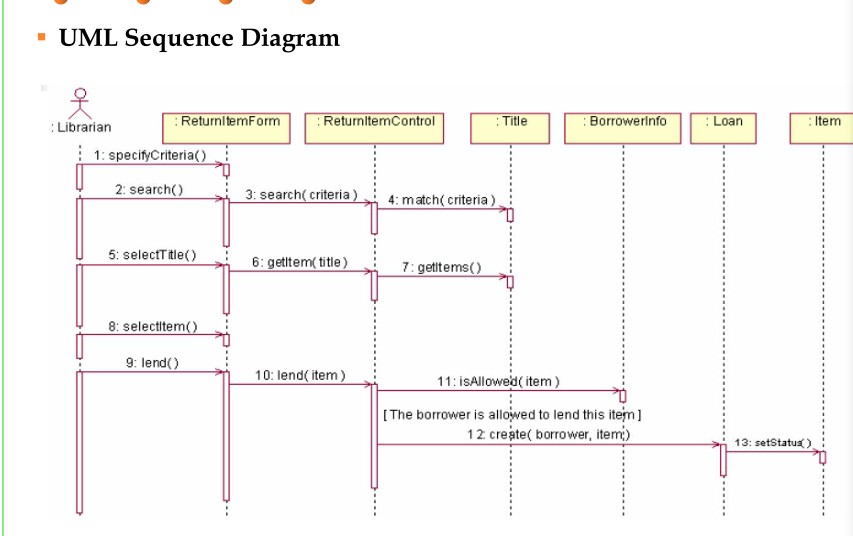 UML Sequence Diagram
: Librarian
: ReturnItemForm
: ReturnItemControl
: Title
: BorrowerInfo
: Loan
: Item
1: specifyCriteria( )
2: search( )
3: search( criteria )
4: match( criteria )
5: selectTitle( )
6: getItem( title )
7: getItems( )
8: selectItem( )
9: lend( )
10: lend( item )
11: isAllowed( item )
[ The borrower is allowed to lend this item ]
12: create( borrower, item )
13: setStatus( )